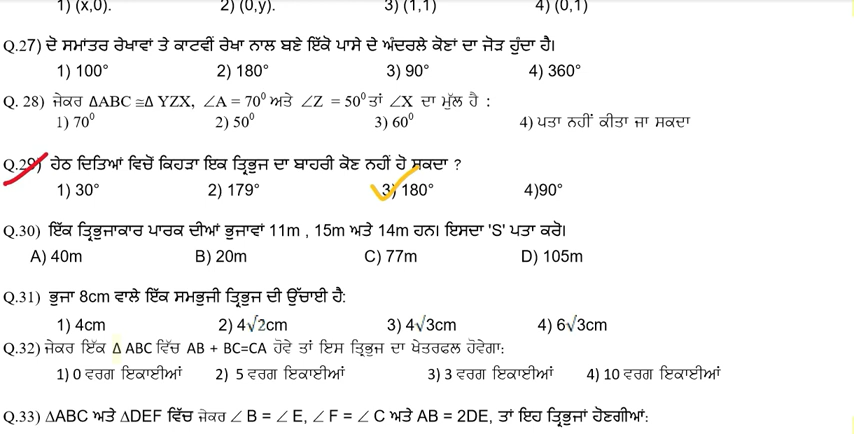 1) (x,0). 2) (0,y). 3) (1,1) 4) (0,1)
Q.27) ਦੋ ਸਮਾਂਤਰ ਰੇਖਾਵਾਂ ਤੇ ਕਾਟਵੀਂ ਰੇਖਾ ਨਾਲ ਬਣੇ ਇੱਕੋ ਪਾਸੇ ਦੇ ਅੰਦਰਲੇ ਕੋਣਾਂ ਦਾ ਜੋੜ ਹੁੰਦਾ ਹੈ।
1) 100° 2) 180° 3) 90° 4) 360°
Q. 28) ਜੇਕਰ ΔABC ≅Δ YZX, ∠A = 70⁰ ਅਤੇ ∠Z = 50⁰ ਤਾਂ ∠X ਦਾ ਮੁੱਲ ਹੈ :
1) 70⁰ 2) 50⁰ 3) 60⁰ 4) ਪਤਾ ਨਹੀਂ ਕੀਤਾ ਜਾ ਸਕਦਾ
Q.29) ਹੇਠ ਦਿਤਿਆਂ ਵਿਚੋਂ ਕਿਹੜਾ ਇਕ ਤ੍ਰਿਭੁਜ ਦਾ ਬਾਹਰੀ ਕੋਣ ਨਹੀਂ ਹੋ ਸਕਦਾ ?
1) 30° 2) 179° 3) 180° 4)90°
Q.30) ਇੱਕ ਤ੍ਰਿਭੁਜਾਕਾਰ ਪਾਰਕ ਦੀਆਂ ਭੁਜਾਵਾਂ 11m , 15m ਅਤੇ 14m ਹਨ। ਇਸਦਾ 'S' ਪਤਾ ਕਰੋ।
A) 40m B) 20m C) 77m D) 105m
Q.31) ਭੁਜਾ 8cm ਵਾਲੇ ਇੱਕ ਸਮਭੁਜੀ ਤ੍ਰਿਭੁਜ ਦੀ ਉੱਚਾਈ ਹੈ:
1) 4cm 2) 4√2cm 3) 4√3cm 4) 6√3cm
Q.32) ਜੇਕਰ ਇੱਕ Δ ABC ਵਿੱਚ AB + BC=CA ਹੋਵੇ ਤਾਂ ਇਸ ਤ੍ਰਿਭੁਜ ਦਾ ਖੇਤਰਫਲ ਹੋਵੇਗਾ:
1) 0 ਵਰਗ ਇਕਾਈਆਂ 2) 5 ਵਰਗ ਇਕਾਈਆਂ 3) 3 ਵਰਗ ਇਕਾਈਆਂ 4) 10 ਵਰਗ ਇਕਾਈਆਂ
Q.33) ΔABC ਅਤੇ ΔDEF ਵਿੱਚ ਜੇਕਰ ∠ B = ∠ E, ∠ F = ∠ C ਅਤੇ AB = 2DE, ਤਾਂ ਇਹ ਤ੍ਰਿਭੁਜਾਂ ਹੋਣਗੀਆਂ: